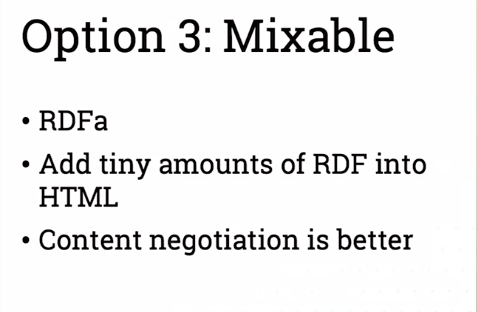 Option 3: Mixable
• RDFa
• Add tiny amounts of RDF into
HTML
• Content negotiation is better